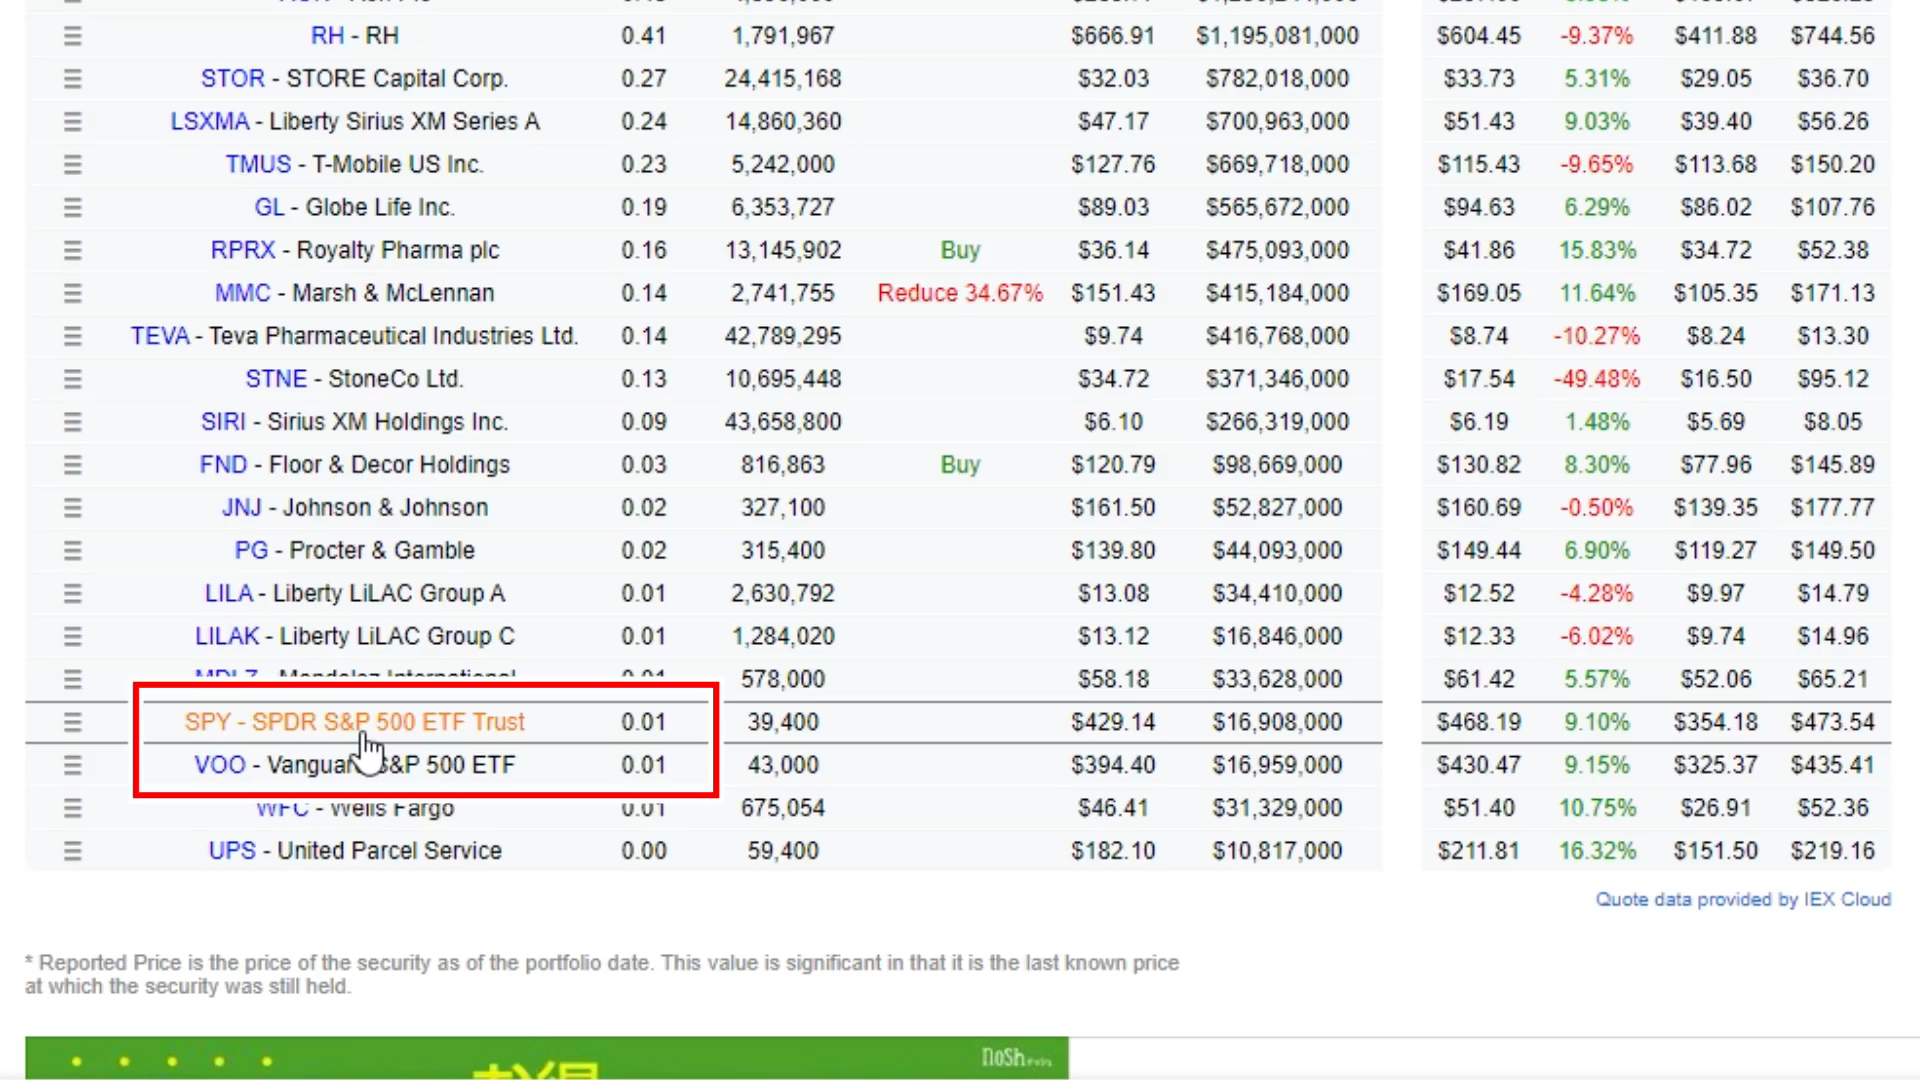 RH - RH 0.41 1,791,967 $666.91 $1,195,081,000 $604.45 -9.37% $411.88 $744.56
STOR - STORE Capital Corp. 0.27 24,415,168 $32.03 $782,018,000 $33.73 5.31% $29.05 $36.70
LSXMA - Liberty Sirius XM Series A 0.24 14,860,360 $47.17 $700,963,000 $51.43 9.03% $39.40 $56.26
TMUS - T-Mobile US Inc. 0.23 5,242,000 $127.76 $669,718,000 $115.43 -9.65% $113.68 $150.20
GL - Globe Life Inc. 0.19 6,353,727 $89.03 $565,672,000 $94.63 6.29% $86.02 $107.76
RPRX - Royalty Pharma plc 0.16 13,145,902 Buy $36.14 $475,093,000 $41.86 15.83% $34.72 $52.38
MMC - Marsh & McLennan 0.14 2,741,755 Reduce 34.67% $151.43 $415,184,000 $169.05 11.64% $105.35 $171.13
TEVA - Teva Pharmaceutical Industries Ltd. 0.14 42,789,295 $9.74 $416,768,000 $8.74 -10.27% $8.24 $13.30
STNE - StoneCo Ltd. 0.13 10,695,448 $34.72 $371,346,000 $17.54 -49.48% $16.50 $95.12
SIRI - Sirius XM Holdings Inc. 0.09 43,658,800 $6.10 $266,319,000 $6.19 1.48% $5.69 $8.05
FND - Floor & Decor Holdings 0.03 816,863 Buy $120.79 $98,669,000 $130.82 8.30% $77.96 $145.89
JNJ - Johnson & Johnson 0.02 327,100 $161.50 $52,827,000 $160.69 -0.50% $139.35 $177.77
PG - Procter & Gamble 0.02 315,400 $139.80 $44,093,000 $149.44 6.90% $119.27 $149.50
LILA - Liberty LiLAC Group A 0.01 2,630,792 $13.08 $34,410,000 $12.52 -4.28% $9.97 $14.79
LILAK - Liberty LiLAC Group C 0.01 1,284,020 $13.12 $16,846,000 $12.33 -6.02% $9.74 $14.96
MDLZ - Mondelez International 0.01 578,000 $58.18 $33,628,000 $61.42 5.57% $52.06 $65.21
SPY - SPDR S&P 500 ETF Trust 0.01 39,400 $429.14 $16,908,000 $468.19 9.10% $354.18 $473.54
VOO - Vanguard S&P 500 ETF 0.01 43,000 $394.40 $16,959,000 $430.47 9.15% $325.37 $435.41
WFC - Wells Fargo 0.01 675,054 $46.41 $31,329,000 $51.40 10.75% $26.91 $52.36
UPS - United Parcel Service 0.00 59,400 $182.10 $10,817,000 $211.81 16.32% $151.50 $219.16
Quote data provided by IEX Cloud
* Reported Price is the price of the security as of the portfolio date. This value is significant in that it is the last known price
at which the security was still held.
nosh